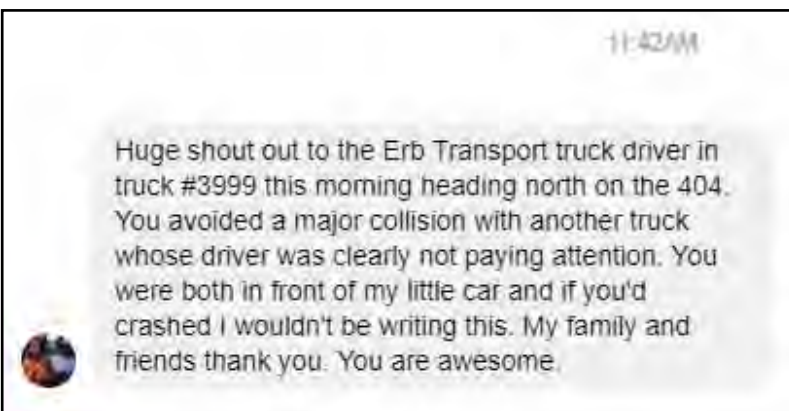 11:42AM
Huge shout out to the Erb Transport truck driver in
truck #3999 this morning heading north on the 404.
You avoided a major collision with another truck
whose driver was clearly not paying attention. You
were both in front of my little car and if you'd
crashed I wouldn't be writing this. My family and
friends thank you. You are awesome.